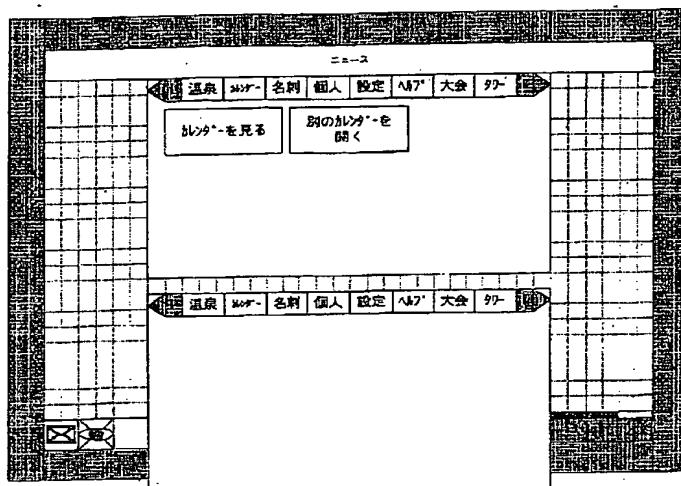 ニュース
温泉 ｶﾚﾝﾀﾞｰ 名刺 個人 設定 ﾍﾙﾌﾟ 大会 ﾀﾜｰ
ｶﾚﾝﾀﾞｰを見る
別のｶﾚﾝﾀﾞｰを
開く
温泉 ｶﾚﾝﾀﾞｰ 名刺 個人 設定 ﾍﾙﾌﾟ 大会 ﾀﾜｰ